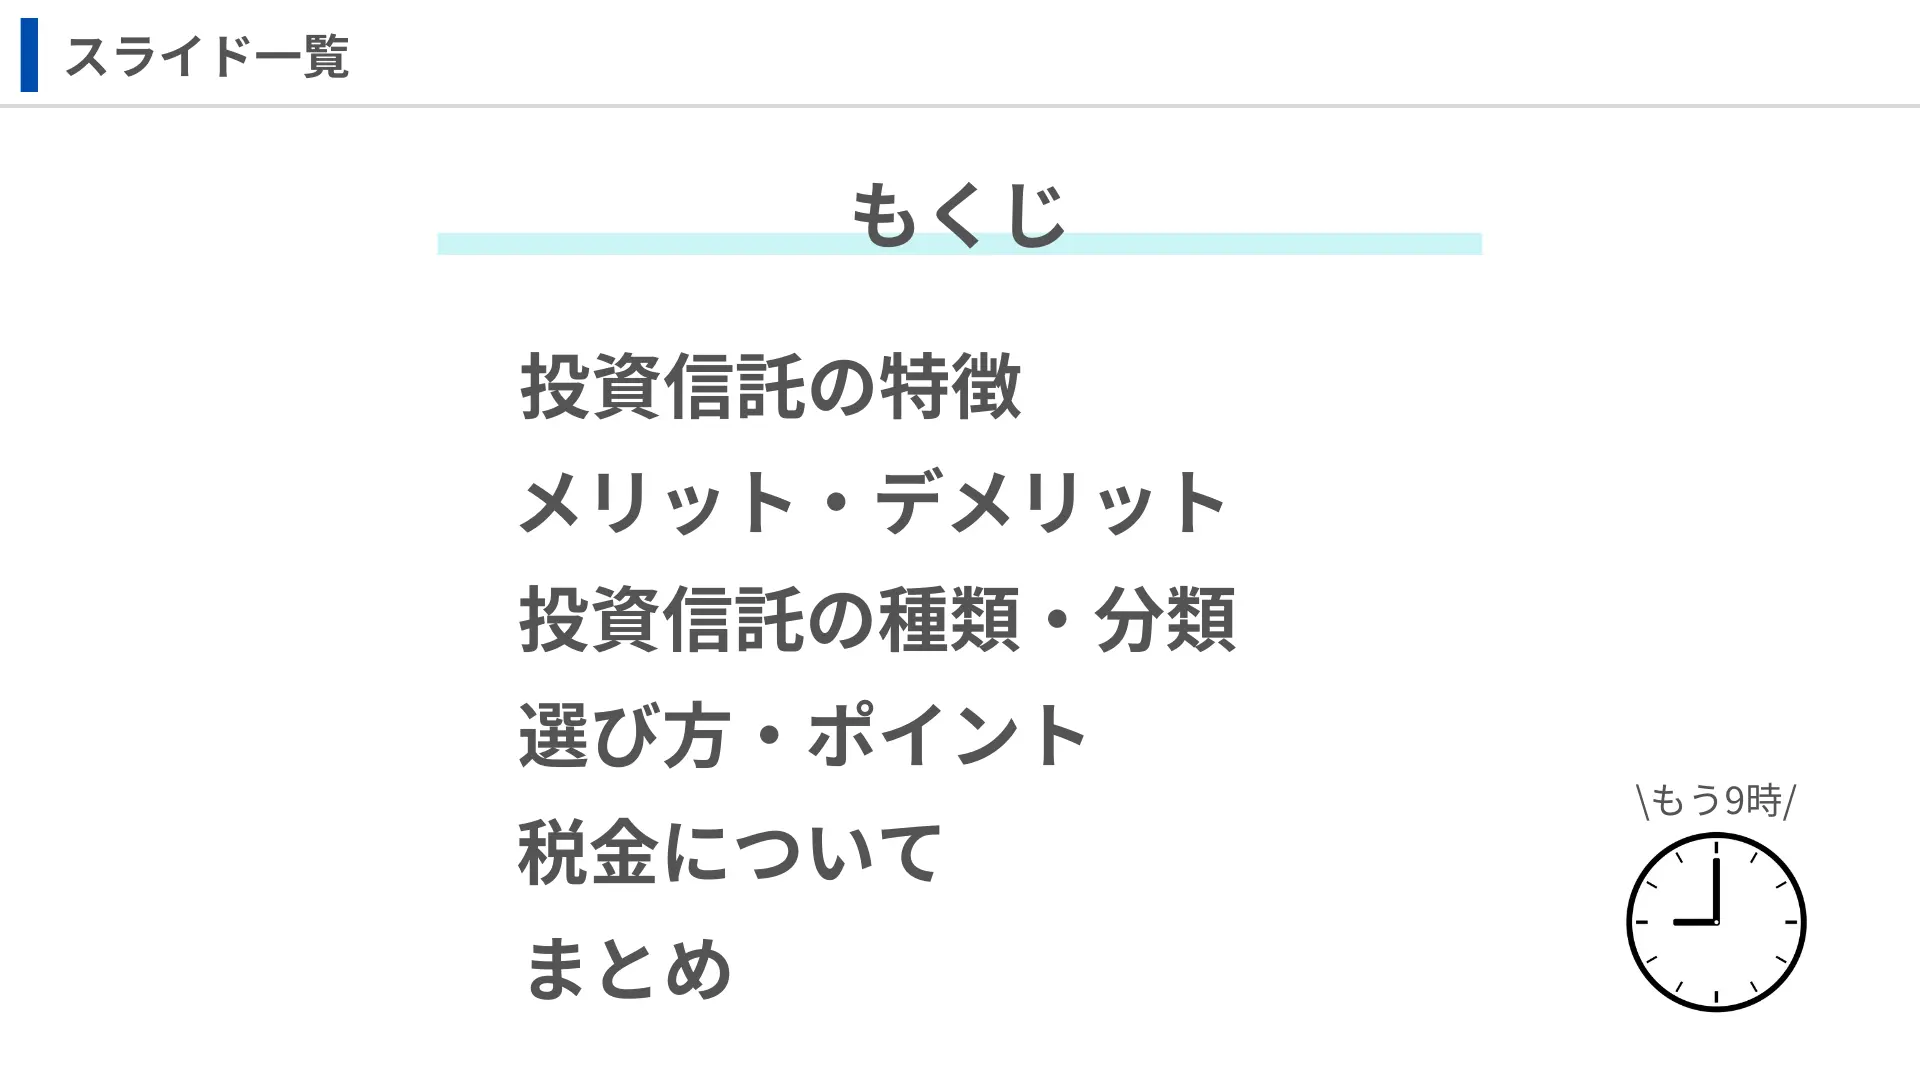 スライド一覧
もくじ
投資信託の特徴
メリット・デメリット
投資信託の種類・分類
選び方・ポイント
税金について
まとめ
\もう9時/